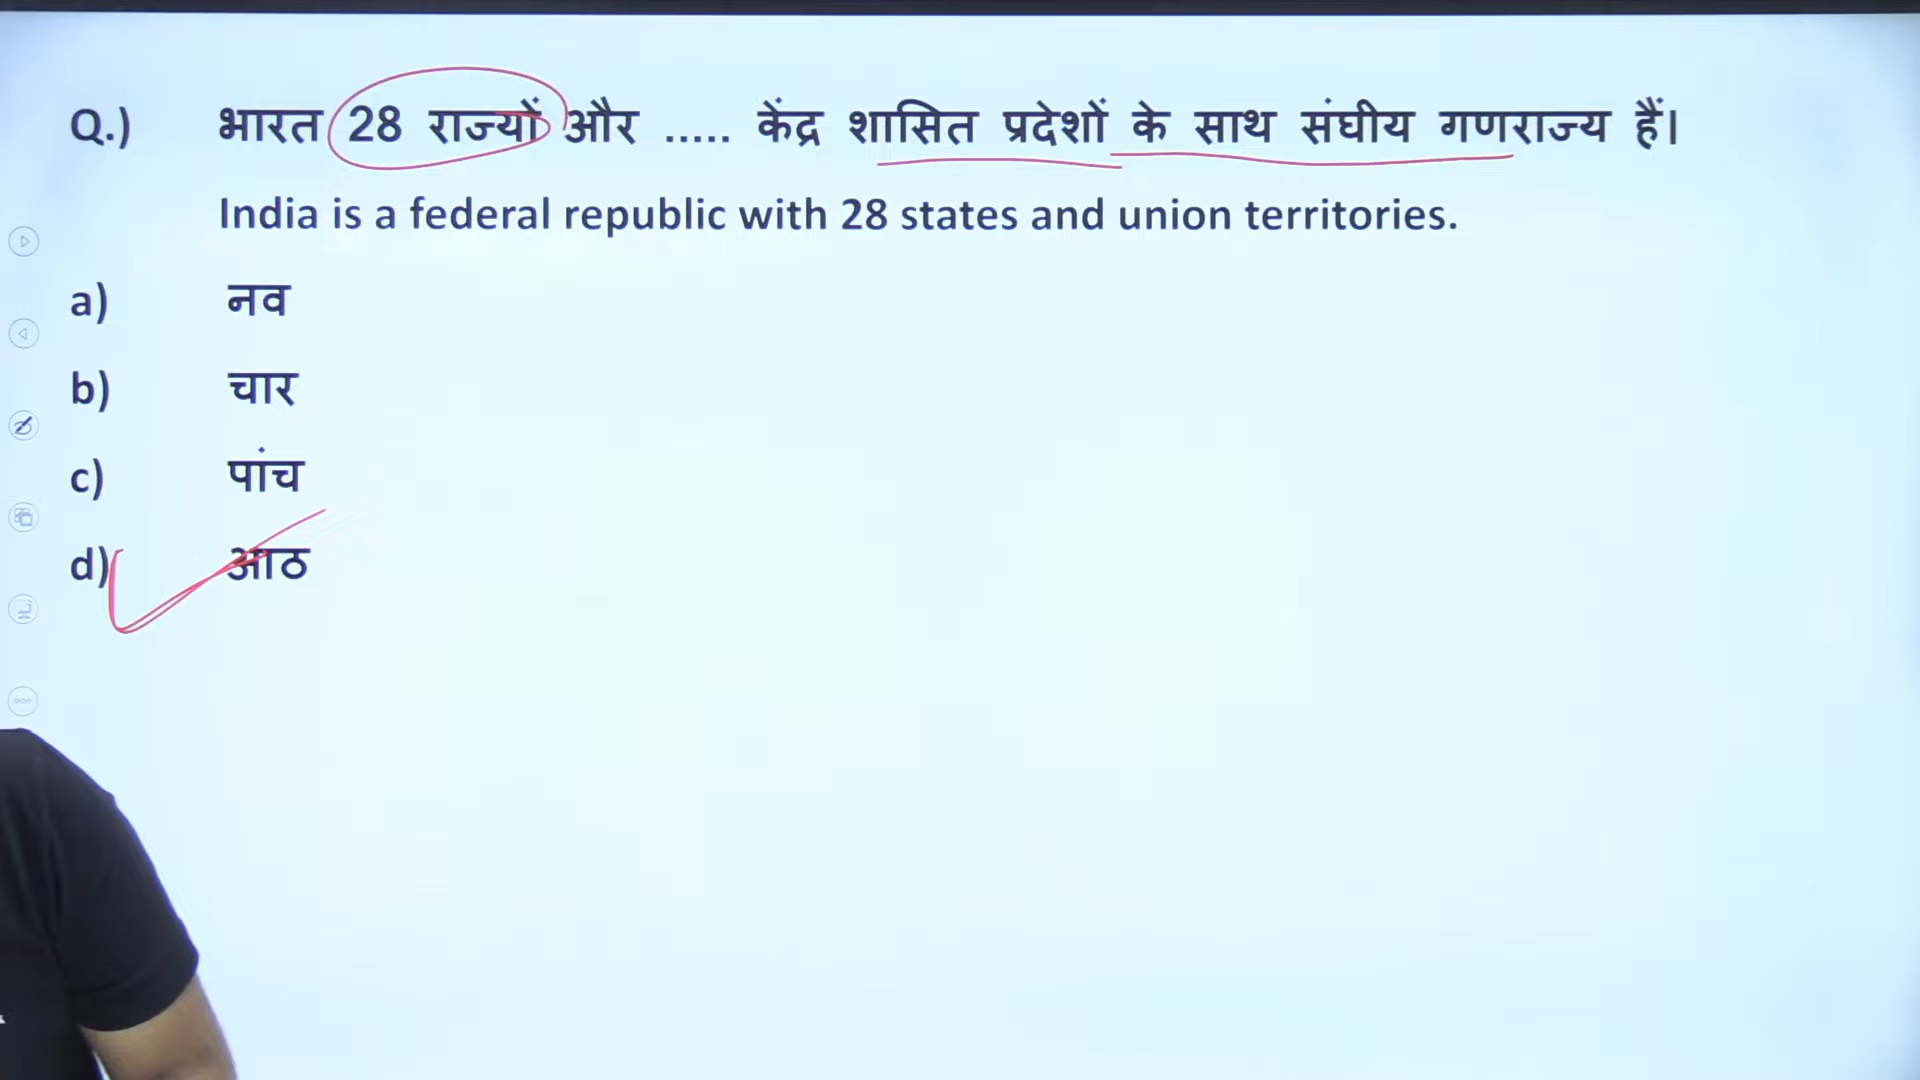 Q.) भारत 28 राज्यों और ..... केंद्र शासित प्रदेशों के साथ संघीय गणराज्य हैं।
India is a federal republic with 28 states and union territories.
a) नव
b) चार
c) पांच
d) आठ